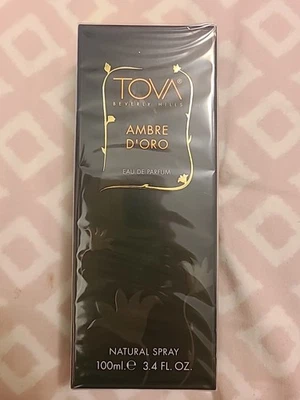 TOVA®
BEVERLY HILLS
AMBRE
D'ORO
EAU DE PARFUM
NATURAL SPRAY
100ml.℮ 3.4 FL. OZ.